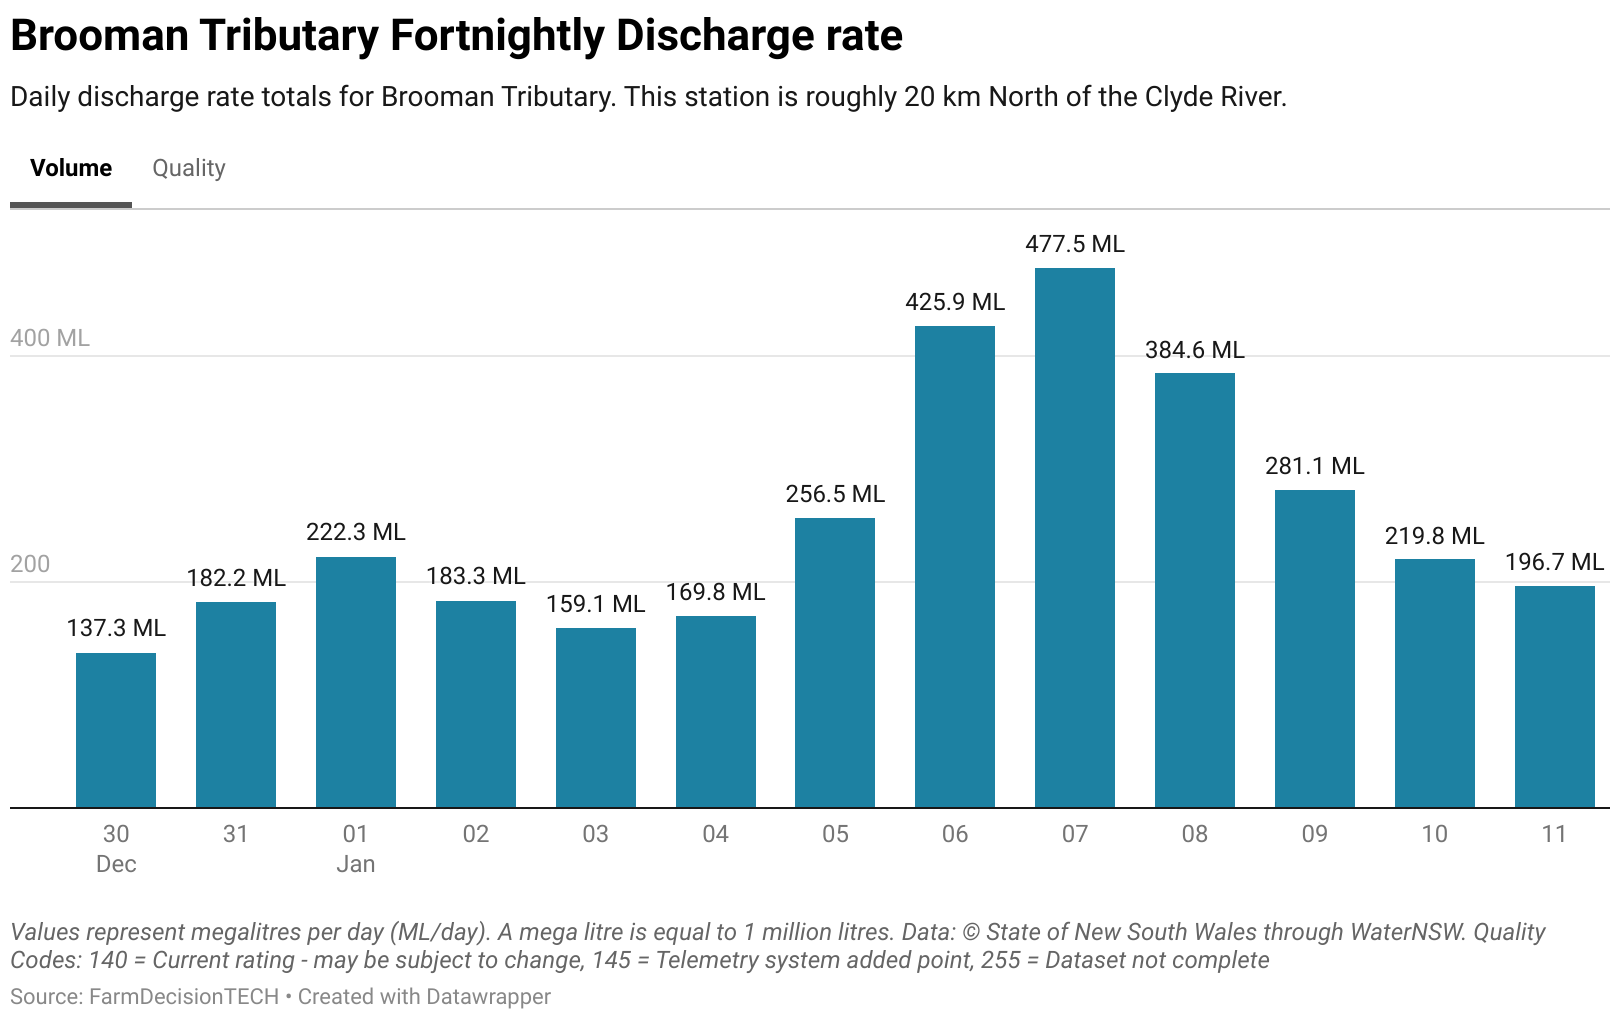 Brooman Tributary Fortnightly Discharge rate
Daily discharge rate totals for Brooman Tributary. This station is roughly 20 km North of the Clyde River.
Volume Quality
477.5 ML
425.9 ML
400 ML
384.6 ML
281.1 ML
256.5 ML
222.3 ML
219.8 ML
200
196.7 ML
182.2 ML
183.3 ML
169.8 ML
159.1 ML
137.3 ML
30 31 01 02 03 04 05 06 07 08 09 10 11
Dec Jan
Values represent megalitres per day (ML/day). A mega litre is equal to 1 million litres. Data: © State of New South Wales through WaterNSW. Quality
Codes: 140 = Current rating - may be subject to change, 145 = Telemetry system added point, 255 = Dataset not complete
Source: FarmDecisionTECH • Created with Datawrapper